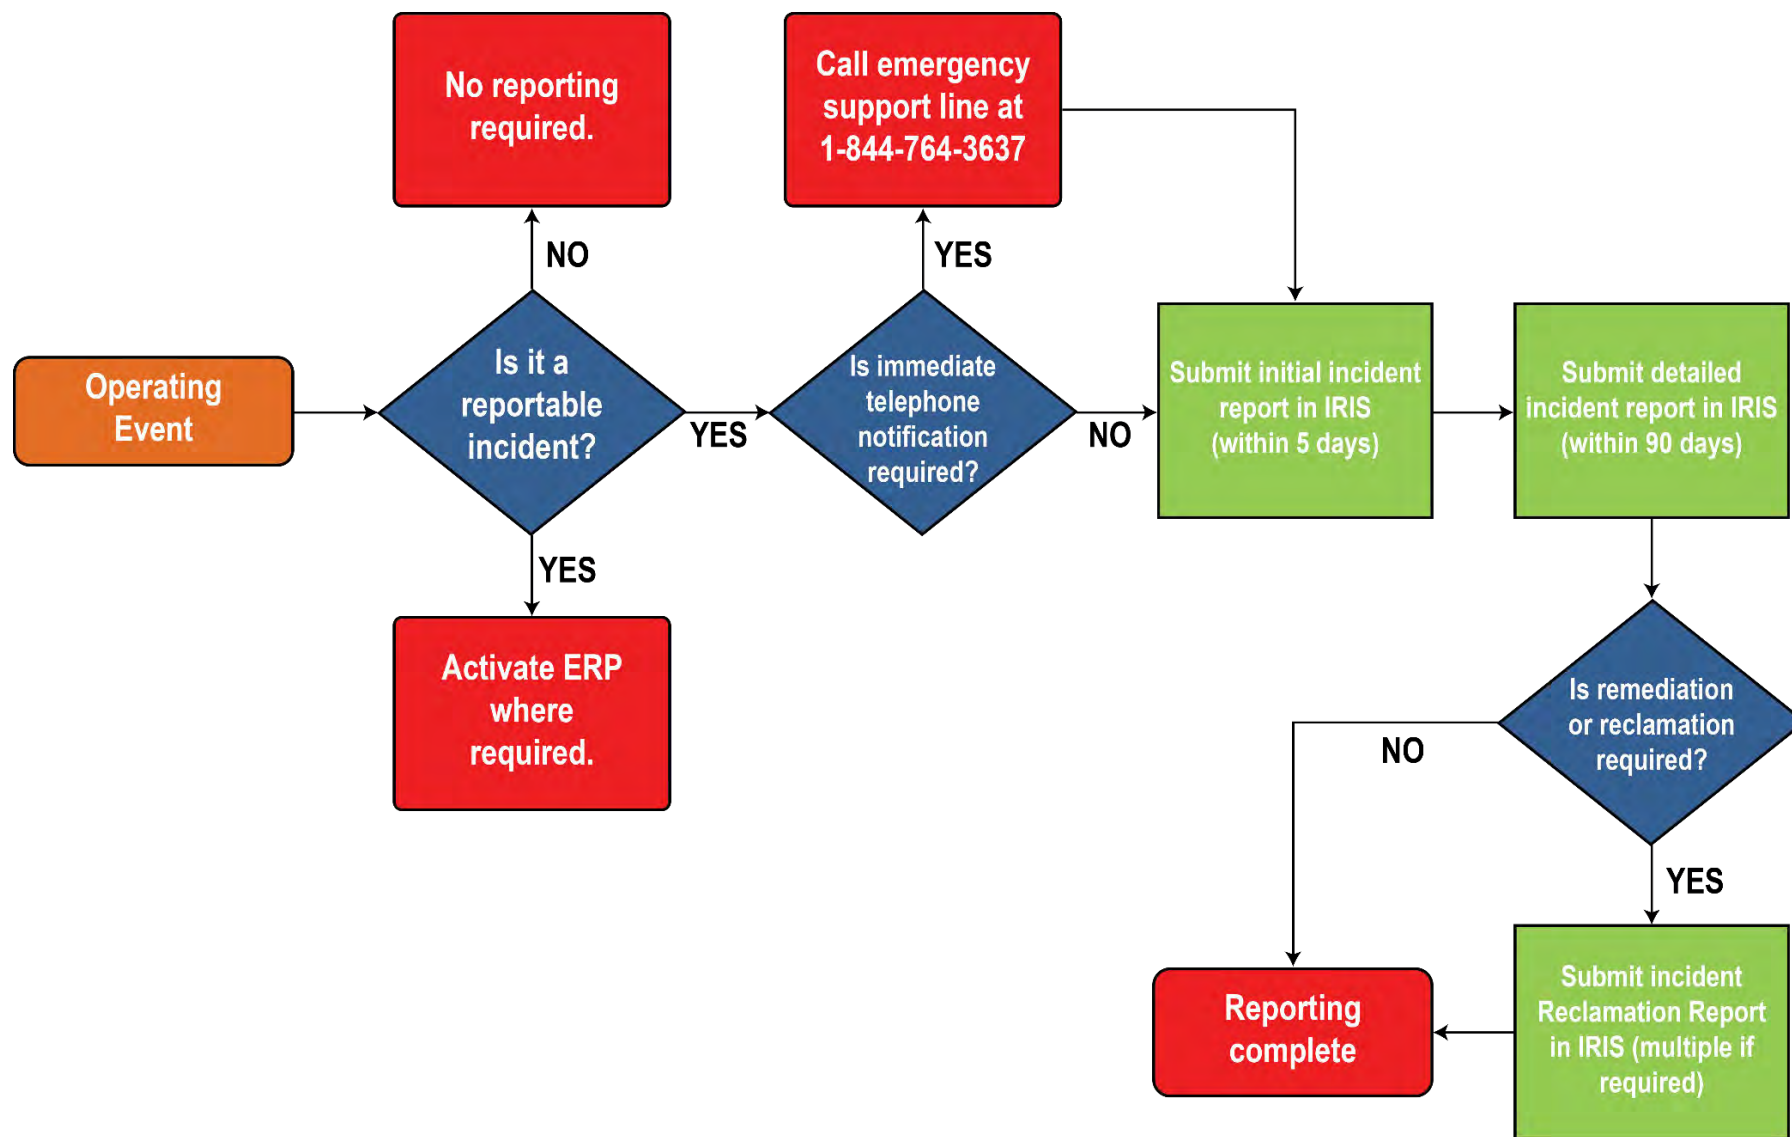 No reporting
required.
Call emergency
support line at
1-844-764-3637
NO
YES
Operating
Event
Is it a
reportable
incident?
YES
Is immediate
telephone
notification
required?
NO
Submit initial incident
report in IRIS
(within 5 days)
Submit detailed
incident report in IRIS
(within 90 days)
YES
Activate ERP
where
required.
Is remediation
or reclamation
required?
NO
YES
Submit incident
Reclamation Report
in IRIS (multiple if
required)
Reporting
complete